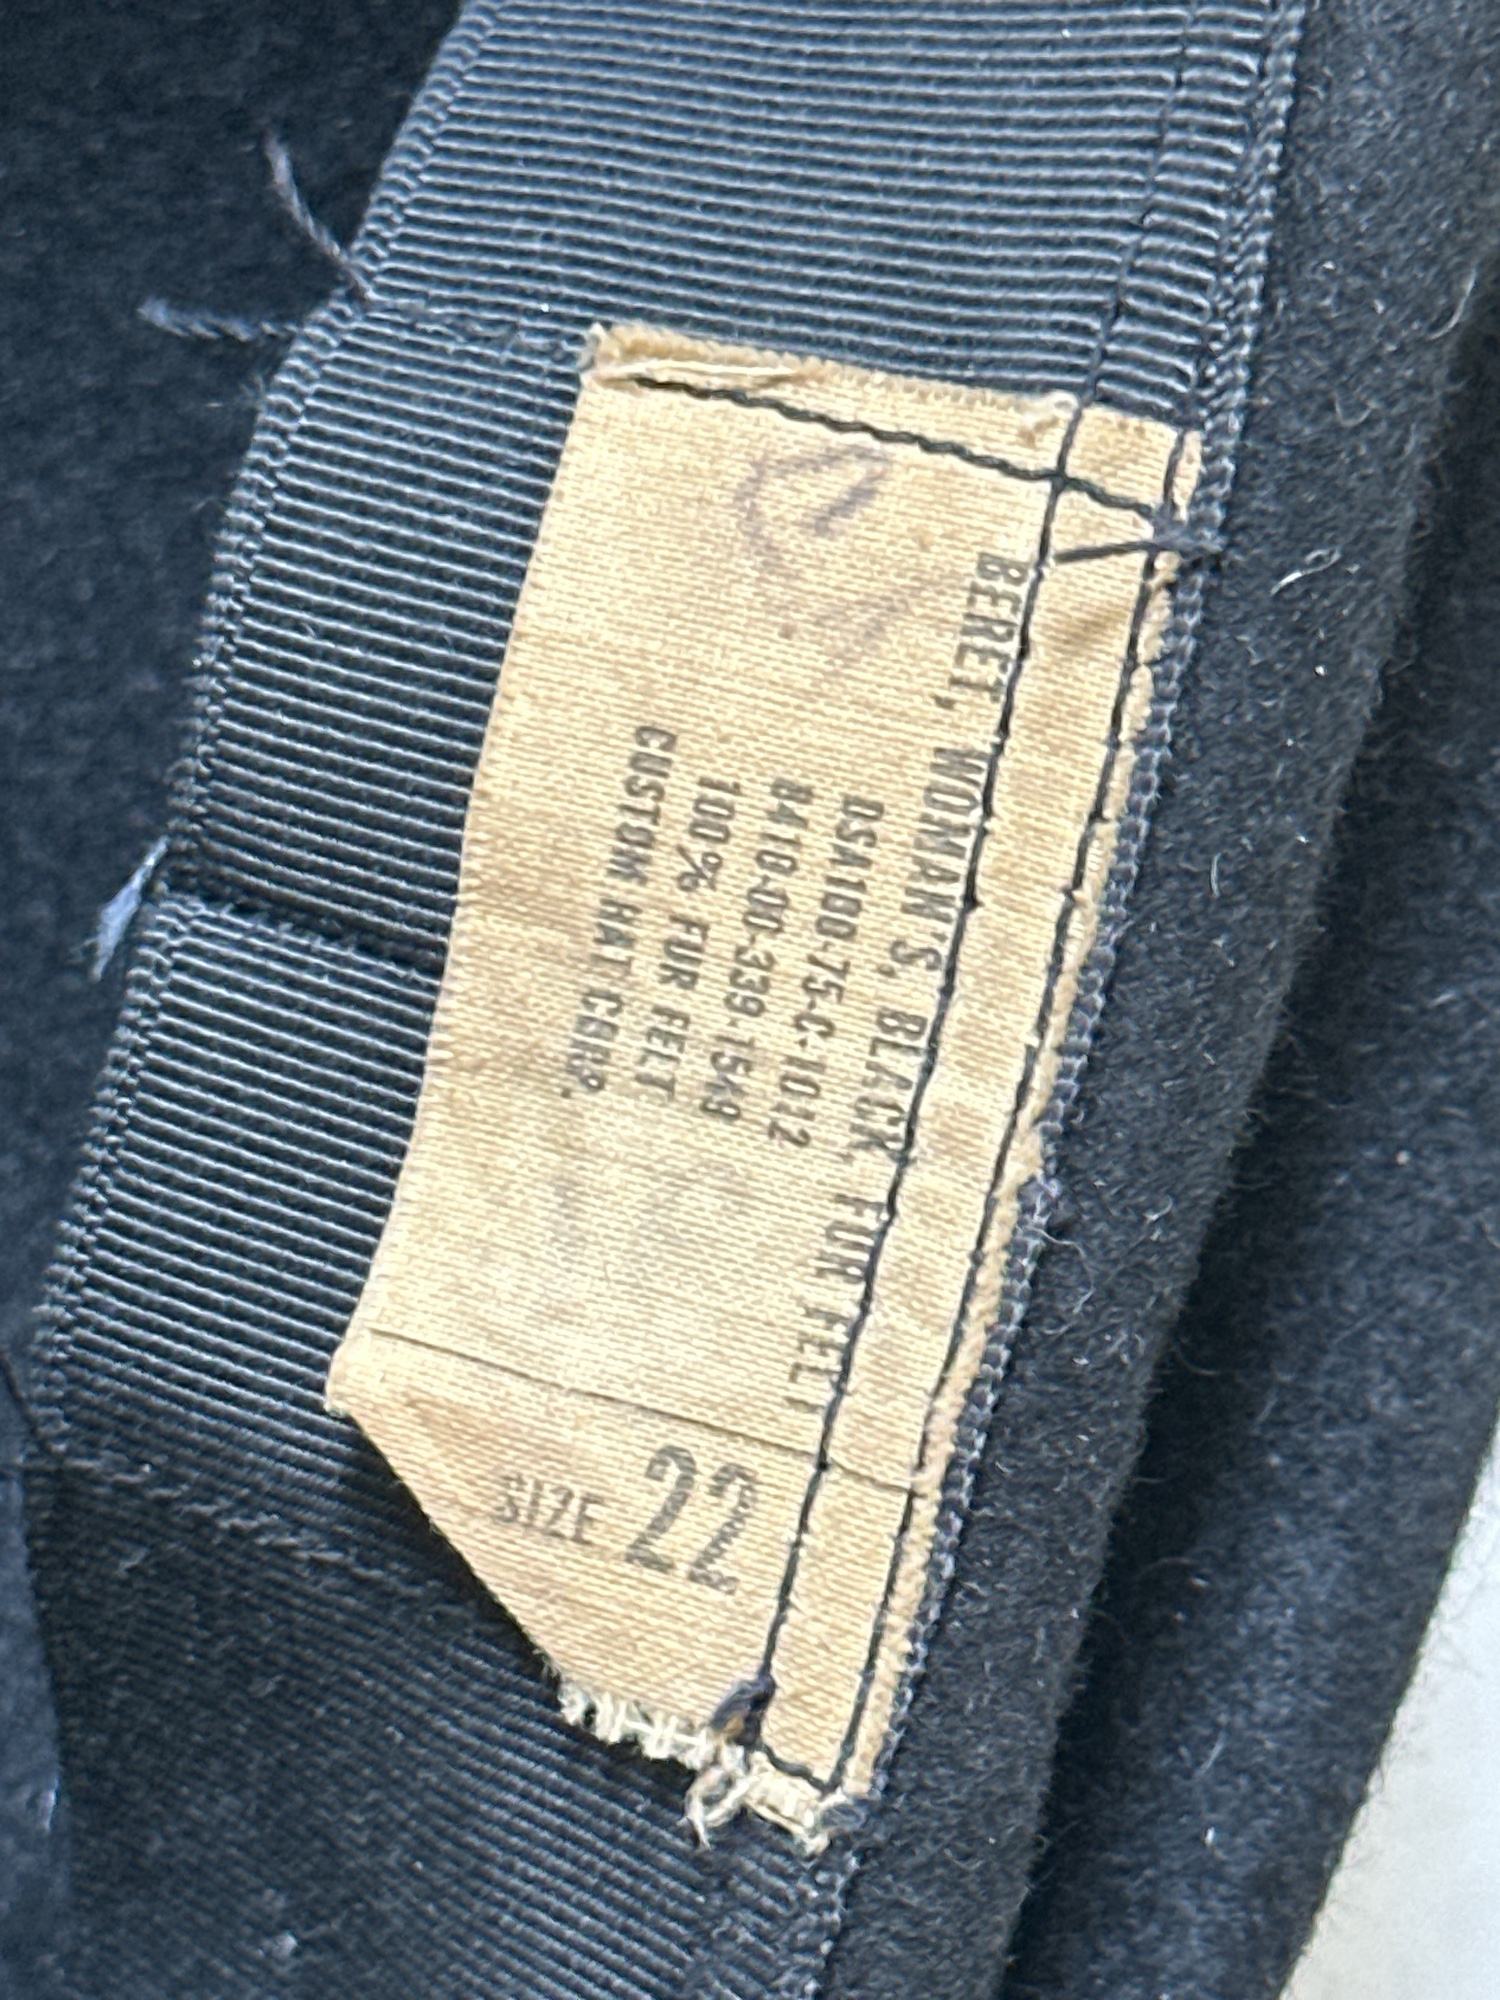 BERET, WOMAN'S, BLACK, FUR FELT
DSA100-75-C-1012
8410-00-339-1549
100% FUR FELT
CUSTOM HAT CORP.
SIZE 22